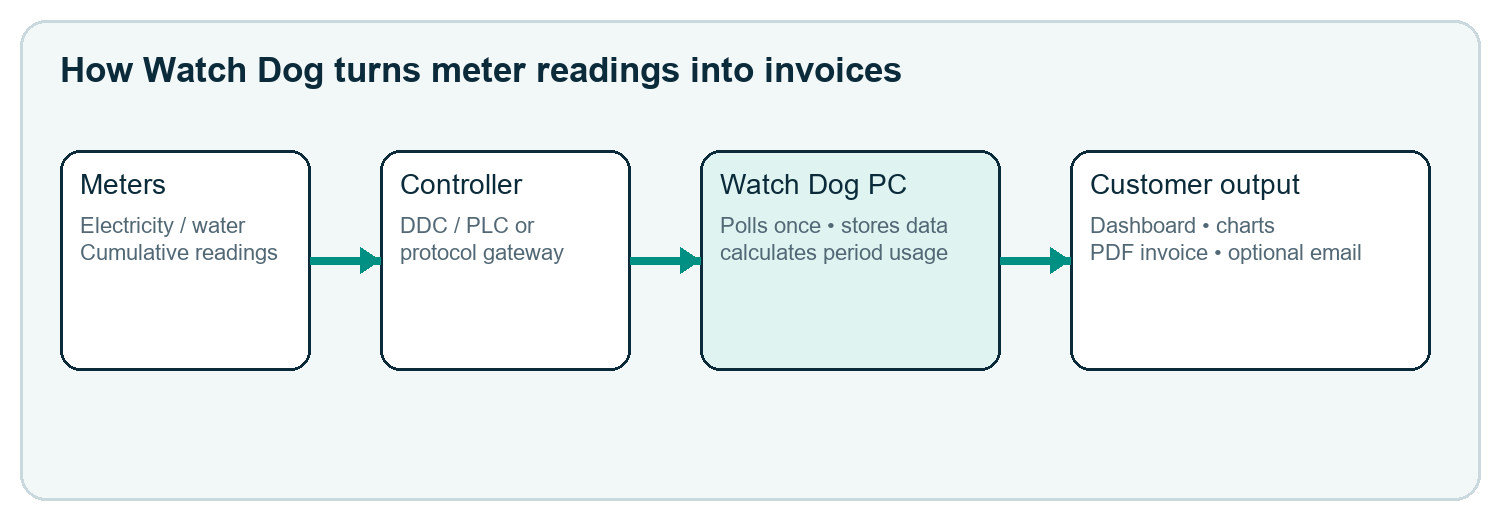 How Watch Dog turns meter readings into invoices
Meters
Electricity / water
Cumulative readings
Controller
DDC / PLC or
protocol gateway
Watch Dog PC
Polls once • stores data
calculates period usage
Customer output
Dashboard • charts
PDF invoice • optional email